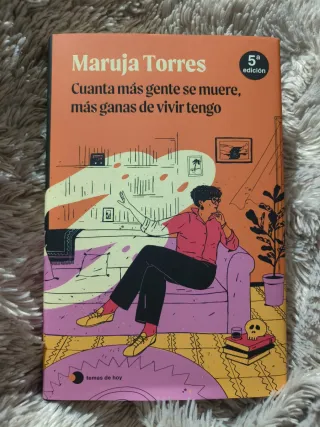 Maruja Torres
5ª
edición
Cuanta más gente se muere,
más ganas de vivir tengo
temas de hoy